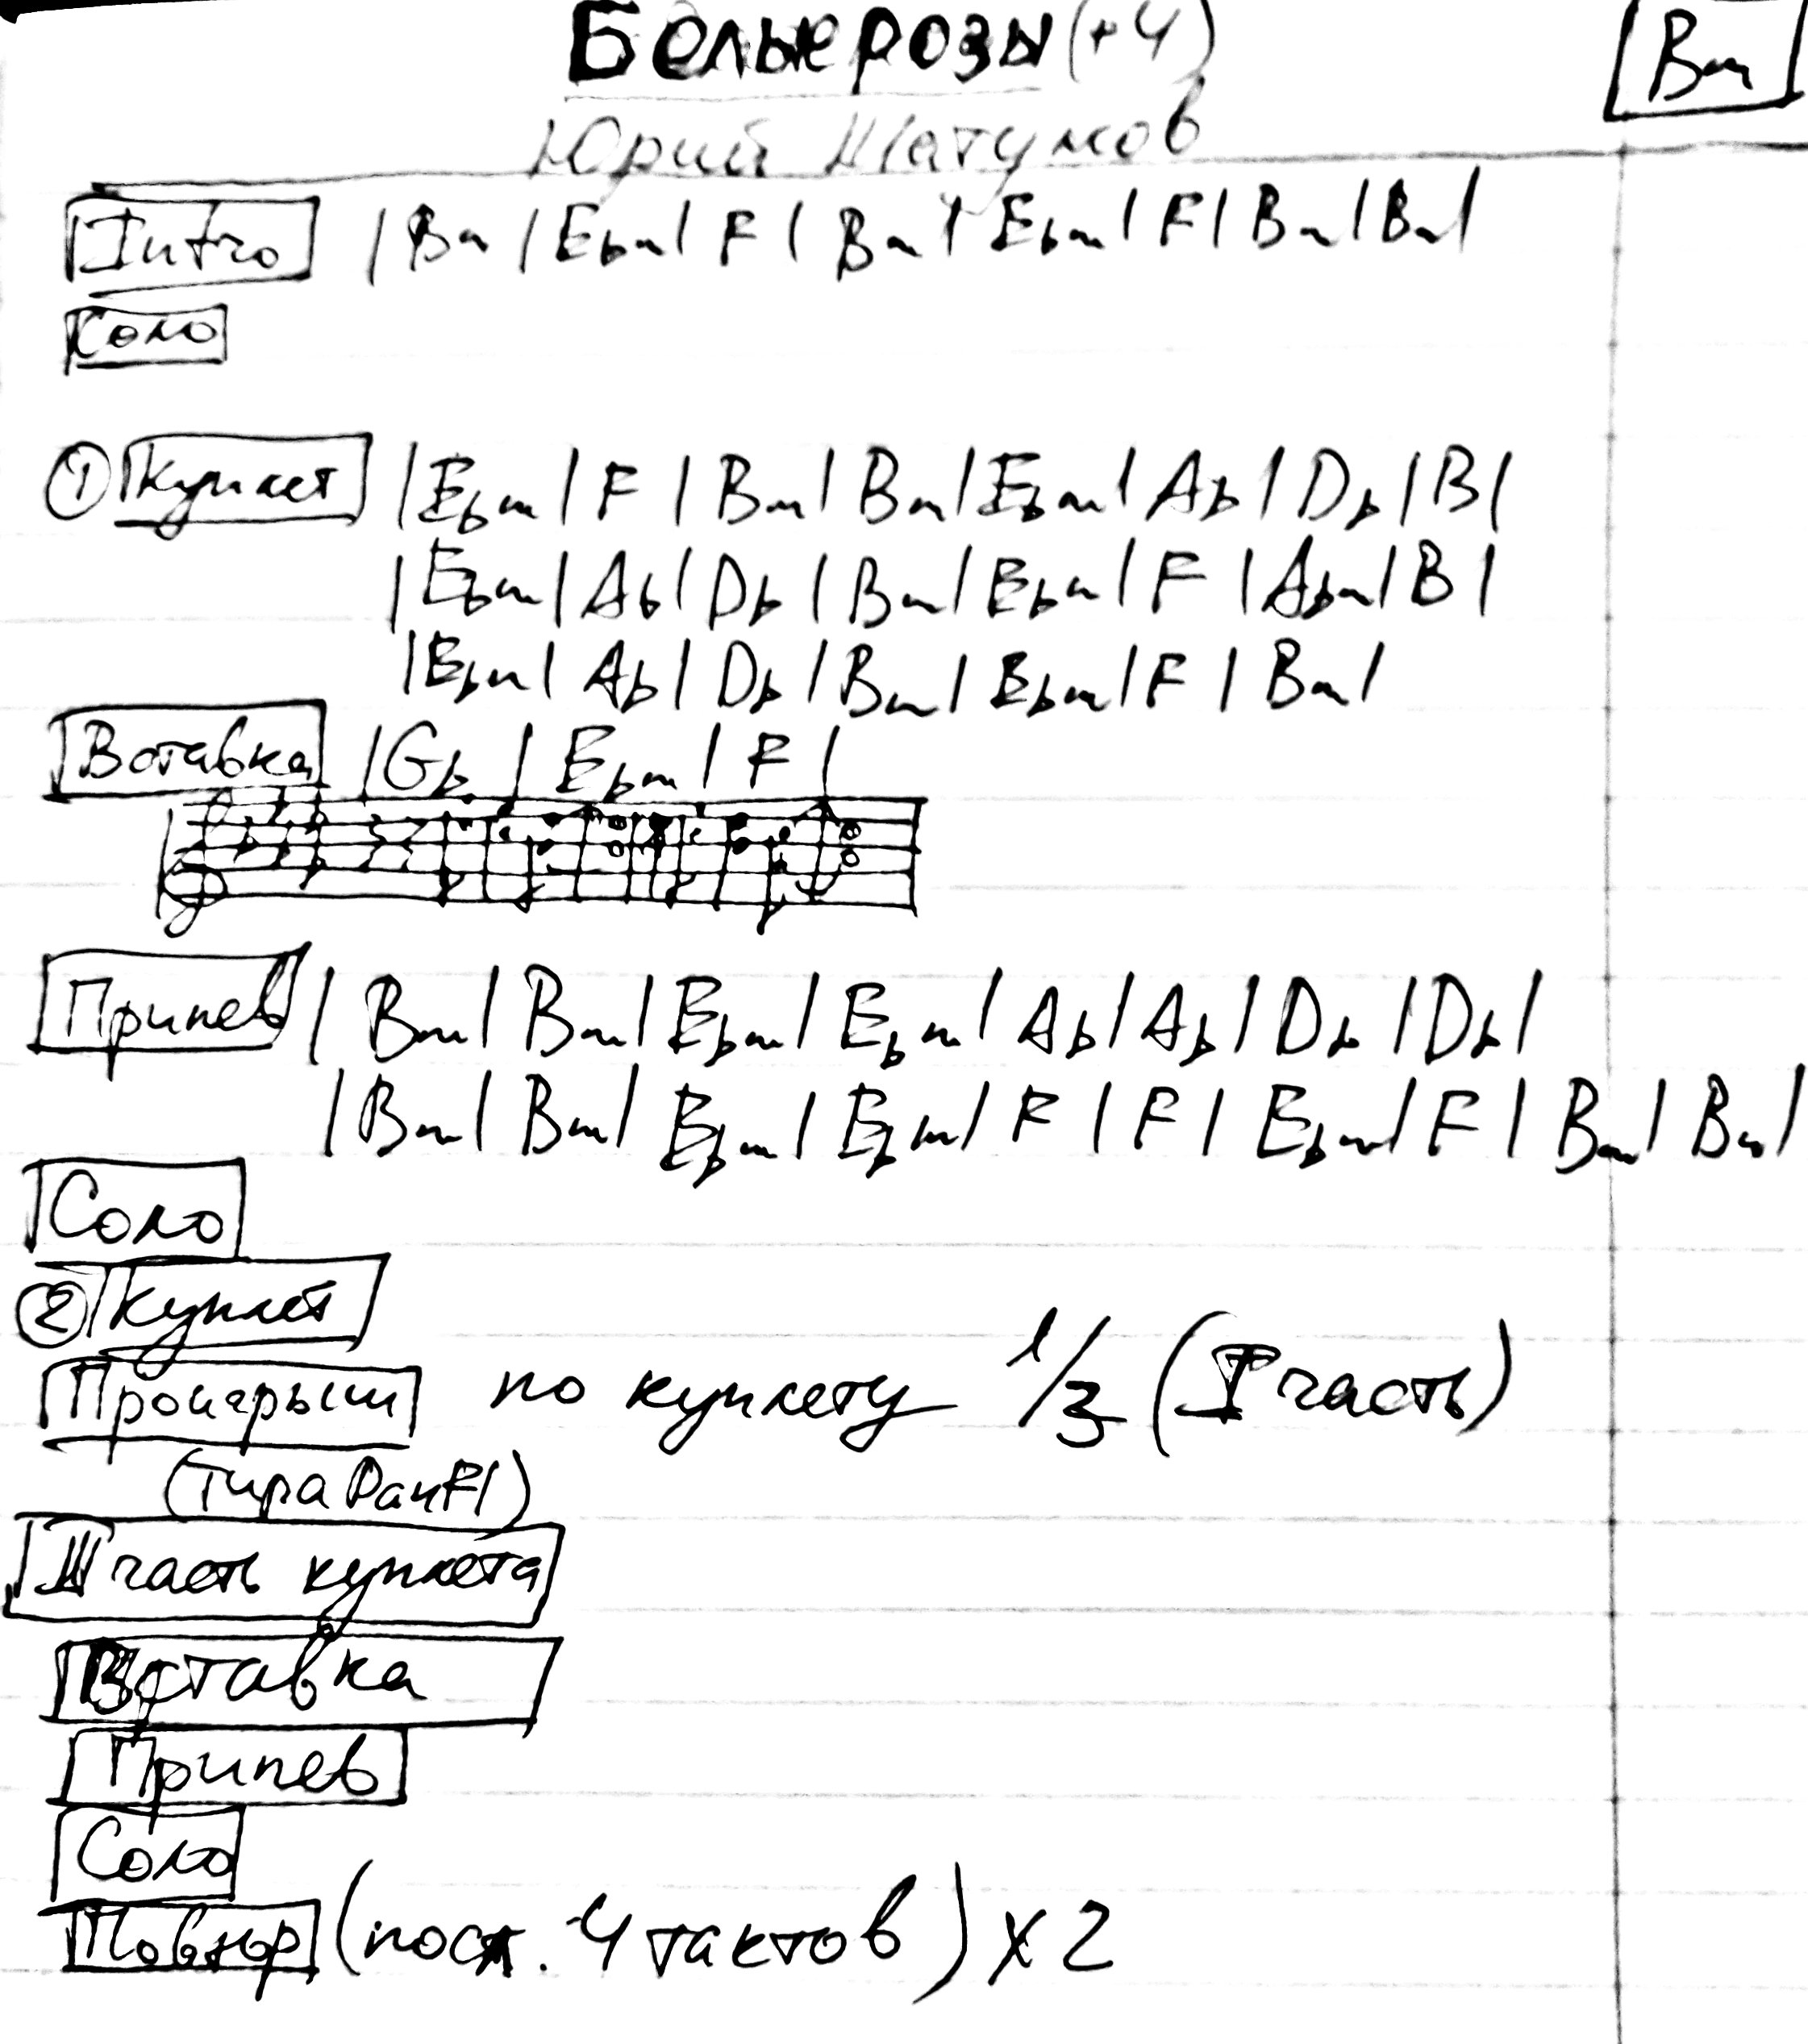 Белые розы (+4) Bm
Юрий Шатунов
Intro | Bm | Ebm | F | Bm | Ebm | F | Bm | Bm |
Соло
① Куплет | Ebm | F | Bm | Bm | Ebm | Ab | Db | B |
| Ebm | Ab | Db | Bm | Ebm | F | Abm | B |
| Ebm | Ab | Db | Bm | Ebm | F | Bm |
Вставка | Gb | Ebm | F |
Припев | Bm | Bm | Ebm | Ebm | Ab | Ab | Db | Db |
| Bm | Bm | Ebm | Ebm | F | F | Ebm | F | Bm | Bm |
Соло
② Куплет
Проигрыш по куплету 1/3 (I часть)
(типа PanFl)
часть куплета
Вставка
Припев
Соло
Повтор (посл. 4 тактов) x 2